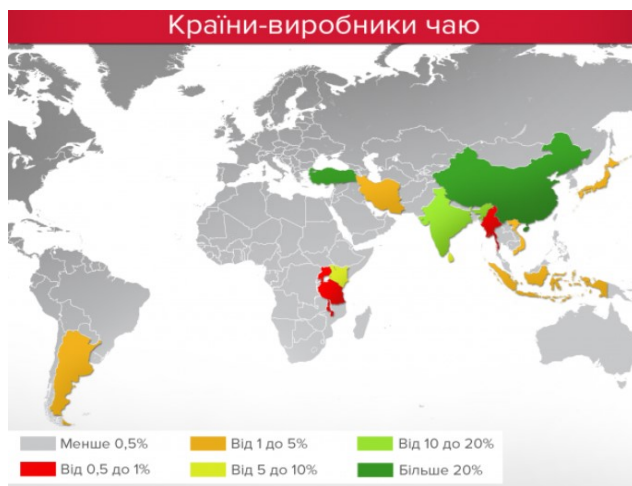 Країни-виробники чаю
Менше 0,5%
Від 1 до 5%
Від 10 до 20%
Від 0,5 до 1%
Від 5 до 10%
Більше 20%